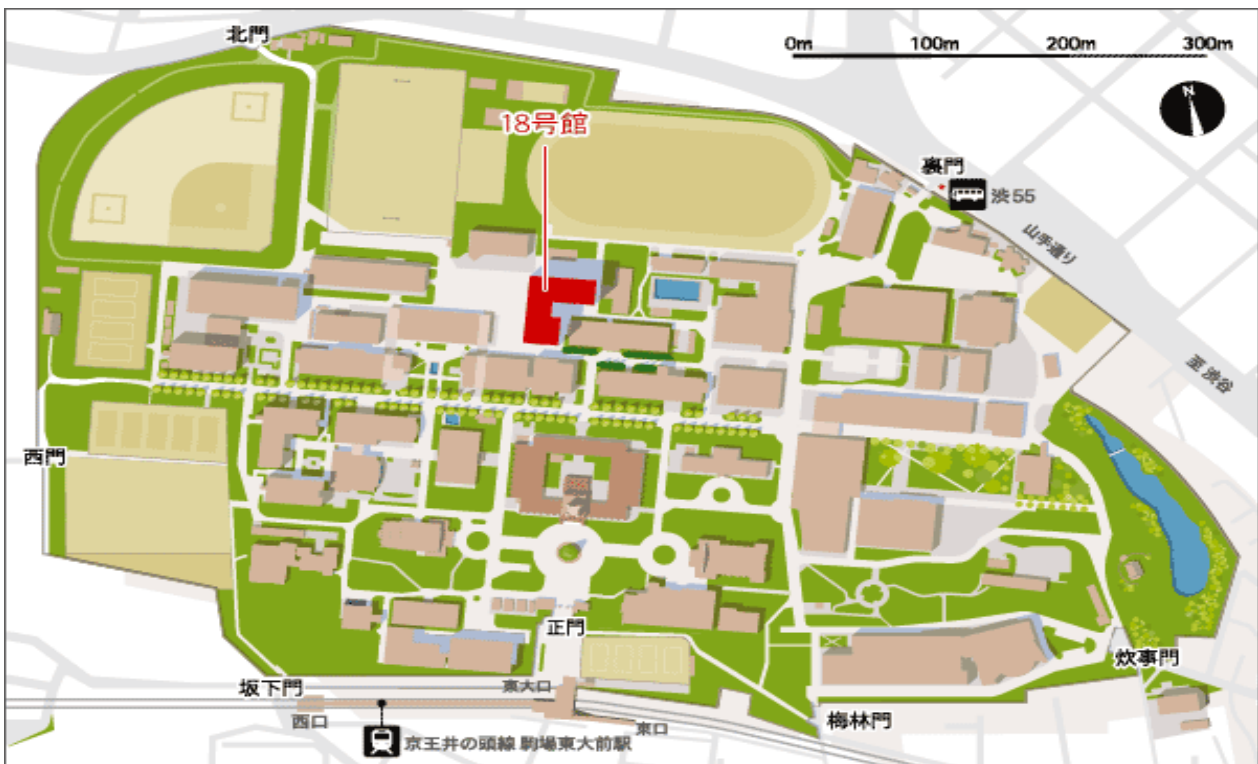 北門
0m 100m 200m 300m
N
18号館
裏門
渋55
山手通り
至 渋谷
西門
正門
炊事門
坂下門
東大口
西口
東口
梅林門
京王井の頭線 駒場東大前駅